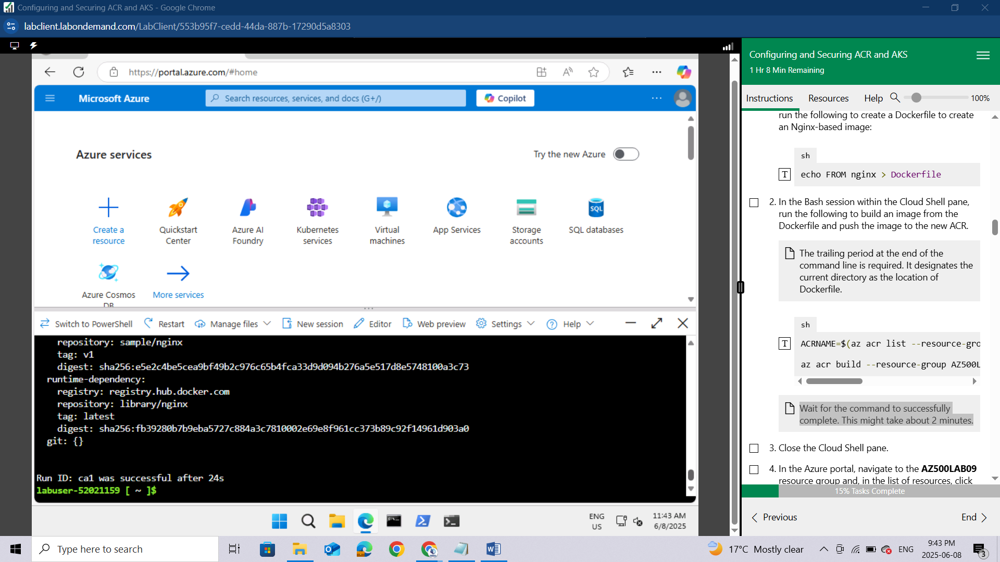 Configuring and Securing ACR and AKS - Google Chrome
labclient.labondemand.com/LabClient/553b95f7-cedd-44da-887b-17290d5a8303
https://portal.azure.com/#home
Microsoft Azure
Search resources, services, and docs (G+/)
Copilot
Azure services
Try the new Azure
Create a
resource
Quickstart
Center
Azure AI
Foundry
Kubernetes
services
Virtual
machines
App Services
Storage
accounts
SQL
SQL databases
Azure Cosmos
DB
More services
Switch to PowerShell
Restart
Manage files
New session
Editor
Web preview
Settings
Help
repository: sample/nginx
tag: v1
digest: sha256:e5e2c4be5cea9bf49b2c976c65b4fca33d9d094b276a5e517d8e5748100a3c73
runtime-dependency:
registry: registry.hub.docker.com
repository: library/nginx
tag: latest
digest: sha256:fb39280b7b9eba5727c884a3c7810002e69e8f961cc373b89c92f14961d903a0
git: {}
Run ID: ca1 was successful after 24s
labuser-52021159 [ ~ ]$
ENG
US
11:43 AM
6/8/2025
Configuring and Securing ACR and AKS
1 Hr 8 Min Remaining
Instructions
Resources
Help
100%
run the following to create a Dockerfile to create
an Nginx-based image:
sh
T
echo FROM nginx > Dockerfile
2. In the Bash session within the Cloud Shell pane,
run the following to build an image from the
Dockerfile and push the image to the new ACR.
The trailing period at the end of the
command line is required. It designates the
current directory as the location of
Dockerfile.
sh
T
ACRNAME=$(az acr list --resource-gro
az acr build --resource-group AZ500L
Wait for the command to successfully
complete. This might take about 2 minutes.
3. Close the Cloud Shell pane.
4. In the Azure portal, navigate to the AZ500LAB09
resource group and, in the list of resources, click
15% Tasks Complete
Previous
End
Type here to search
17°C Mostly clear
ENG
9:43 PM
2025-06-08
3